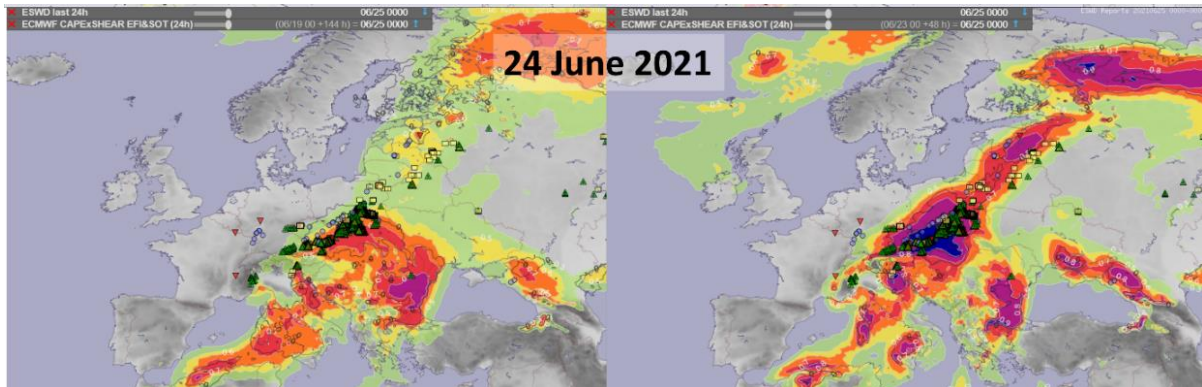 ESWD last 24h 06/25 0000
ECMWF CAPExSHEAR EFI&SOT (24h) (06/19 00 +144 h) = 06/25 0000
ESWD last 24h 06/25 0000
ECMWF CAPExSHEAR EFI&SOT (24h) (06/23 00 +48 h) = 06/25 0000
24 June 2021